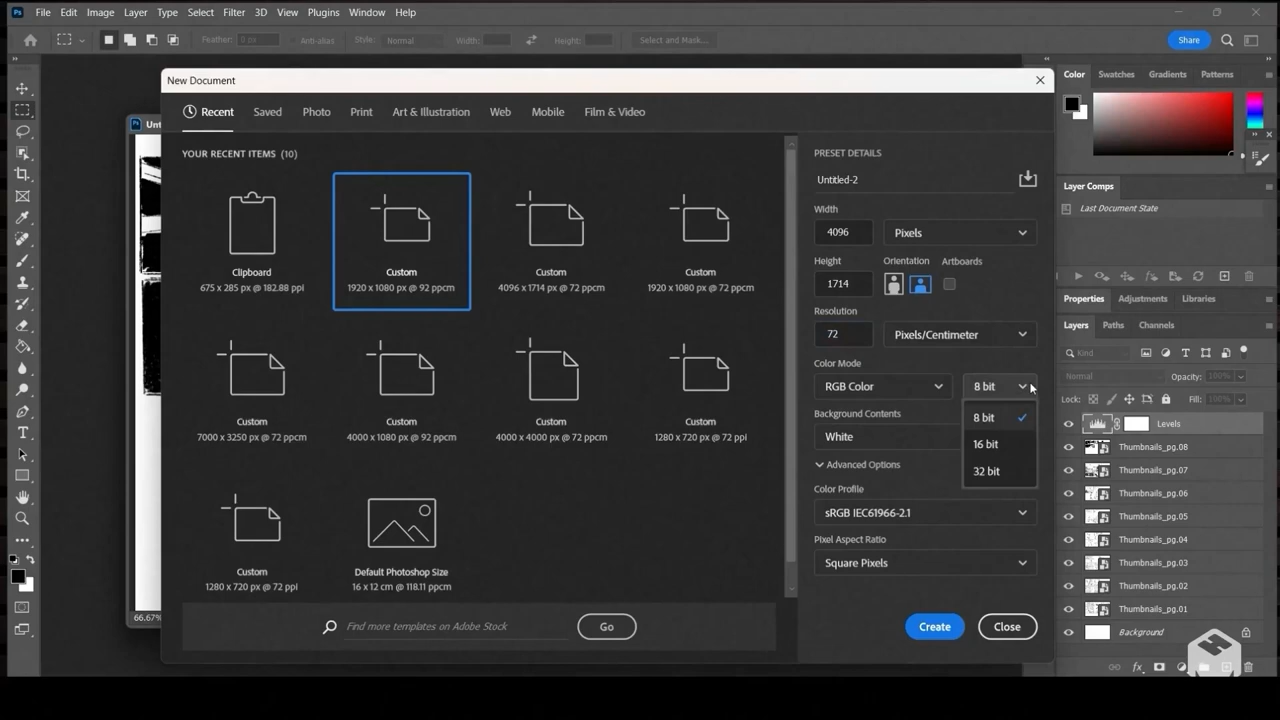 Ps File Edit Image Layer Type Select Filter 3D View Plugins Window Help
Feather: 0 px Anti-alias Style: Normal Width: Height: Select and Mask... Share
New Document
Recent Saved Photo Print Art & Illustration Web Mobile Film & Video
YOUR RECENT ITEMS (10)
Clipboard
675 x 285 px @ 182.88 ppcm
Custom
1920 x 1080 px @ 92 ppcm
Custom
4096 x 1714 px @ 72 ppcm
Custom
1920 x 1080 px @ 72 ppcm
Custom
7000 x 3250 px @ 72 ppcm
Custom
4000 x 1080 px @ 92 ppcm
Custom
4000 x 4000 px @ 72 ppcm
Custom
1280 x 720 px @ 72 ppi
Custom
1280 x 720 px @ 72 ppi
Default Photoshop Size
16 x 12 cm @ 118.11 ppcm
Find more templates on Adobe Stock Go
PRESET DETAILS
Untitled-2
Width
4096 Pixels
Height Orientation Artboards
1714
Resolution
72 Pixels/Centimeter
Color Mode
RGB Color 8 bit
8 bit
16 bit
32 bit
Background Contents
White
Advanced Options
Color Profile
sRGB IEC61966-2.1
Pixel Aspect Ratio
Square Pixels
Create Close
Ps Unt
66.67%
Color Swatches Gradients Patterns
Layer Comps
Last Document State
Properties Adjustments Libraries
Layers Paths Channels
Kind
Normal Opacity: 100%
Lock: Fill: 100%
Levels
Thumbnails_pg.08
Thumbnails_pg.07
Thumbnails_pg.06
Thumbnails_pg.05
Thumbnails_pg.04
Thumbnails_pg.03
Thumbnails_pg.02
Thumbnails_pg.01
Background
fx